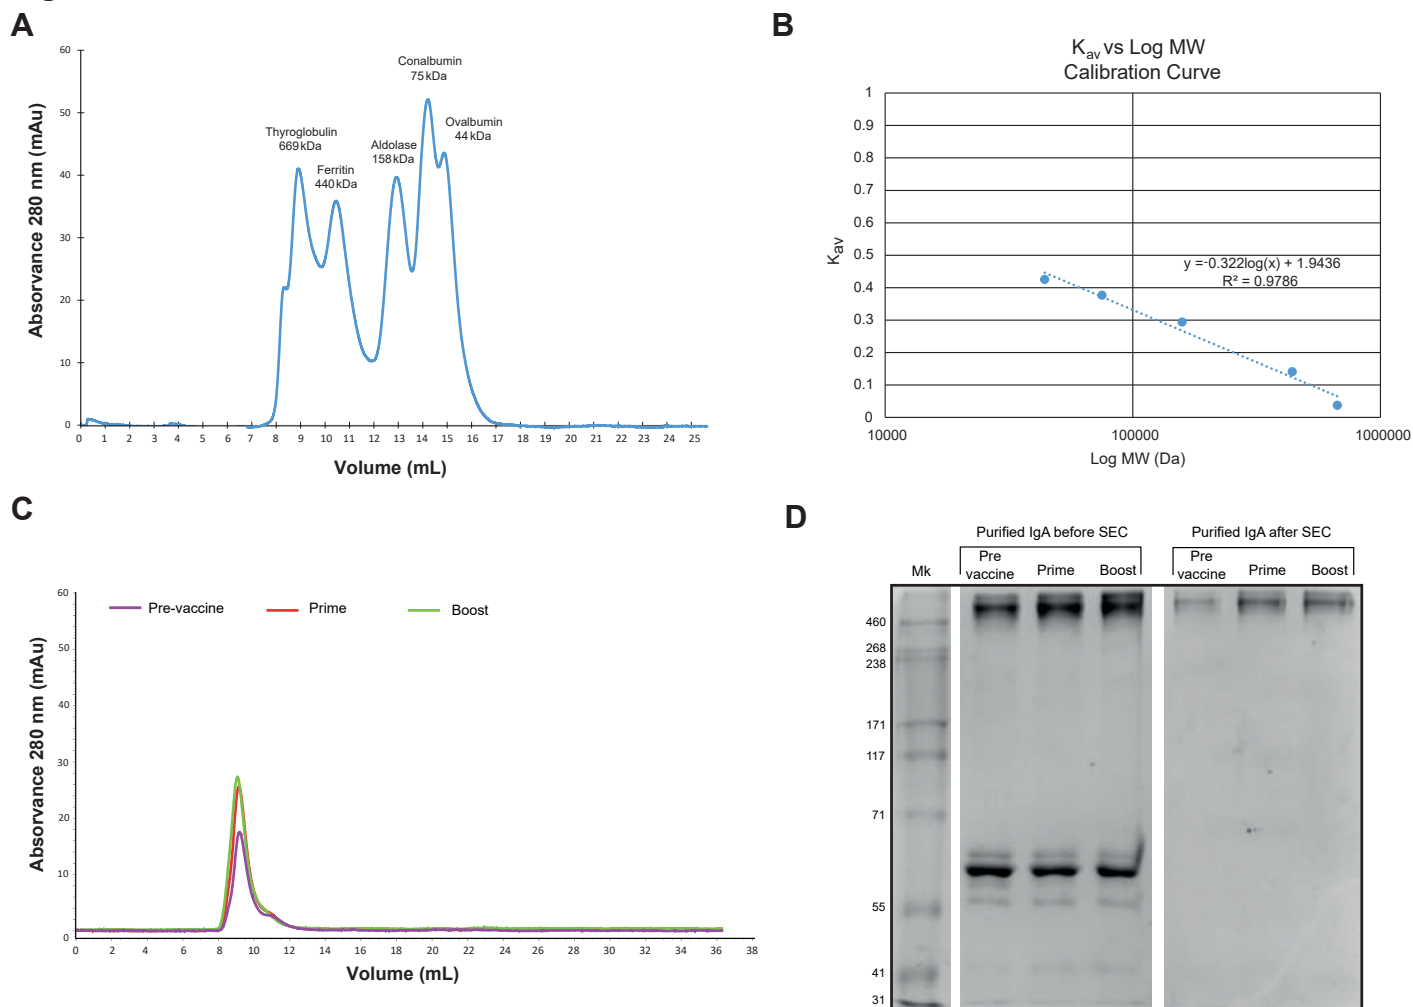 A
60
50
40
30
20
10
0
Absorvance 280 nm (mAu)
Thyroglobulin
669 kDa
Ferritin
440 kDa
Aldolase
158 kDa
Conalbumin
75 kDa
Ovalbumin
44 kDa
0 1 2 3 4 5 6 7 8 9 10 11 12 13 14 15 16 17 18 19 20 21 22 23 24 25
Volume (mL)
B
Kav vs Log MW
Calibration Curve
1
0.9
0.8
0.7
0.6
0.5
0.4
0.3
0.2
0.1
0
Kav
y =-0.322log(x) + 1.9436
R² = 0.9786
10000 100000 1000000
Log MW (Da)
C
60
50
40
30
20
10
0
Absorvance 280 nm (mAu)
Pre-vaccine Prime Boost
0 2 4 6 8 10 12 14 16 18 20 22 24 26 28 30 32 34 36 38
Volume (mL)
D
Purified IgA before SEC Purified IgA after SEC
Mk Pre vaccine Prime Boost Pre vaccine Prime Boost
460
268
238
171
117
71
55
41
31